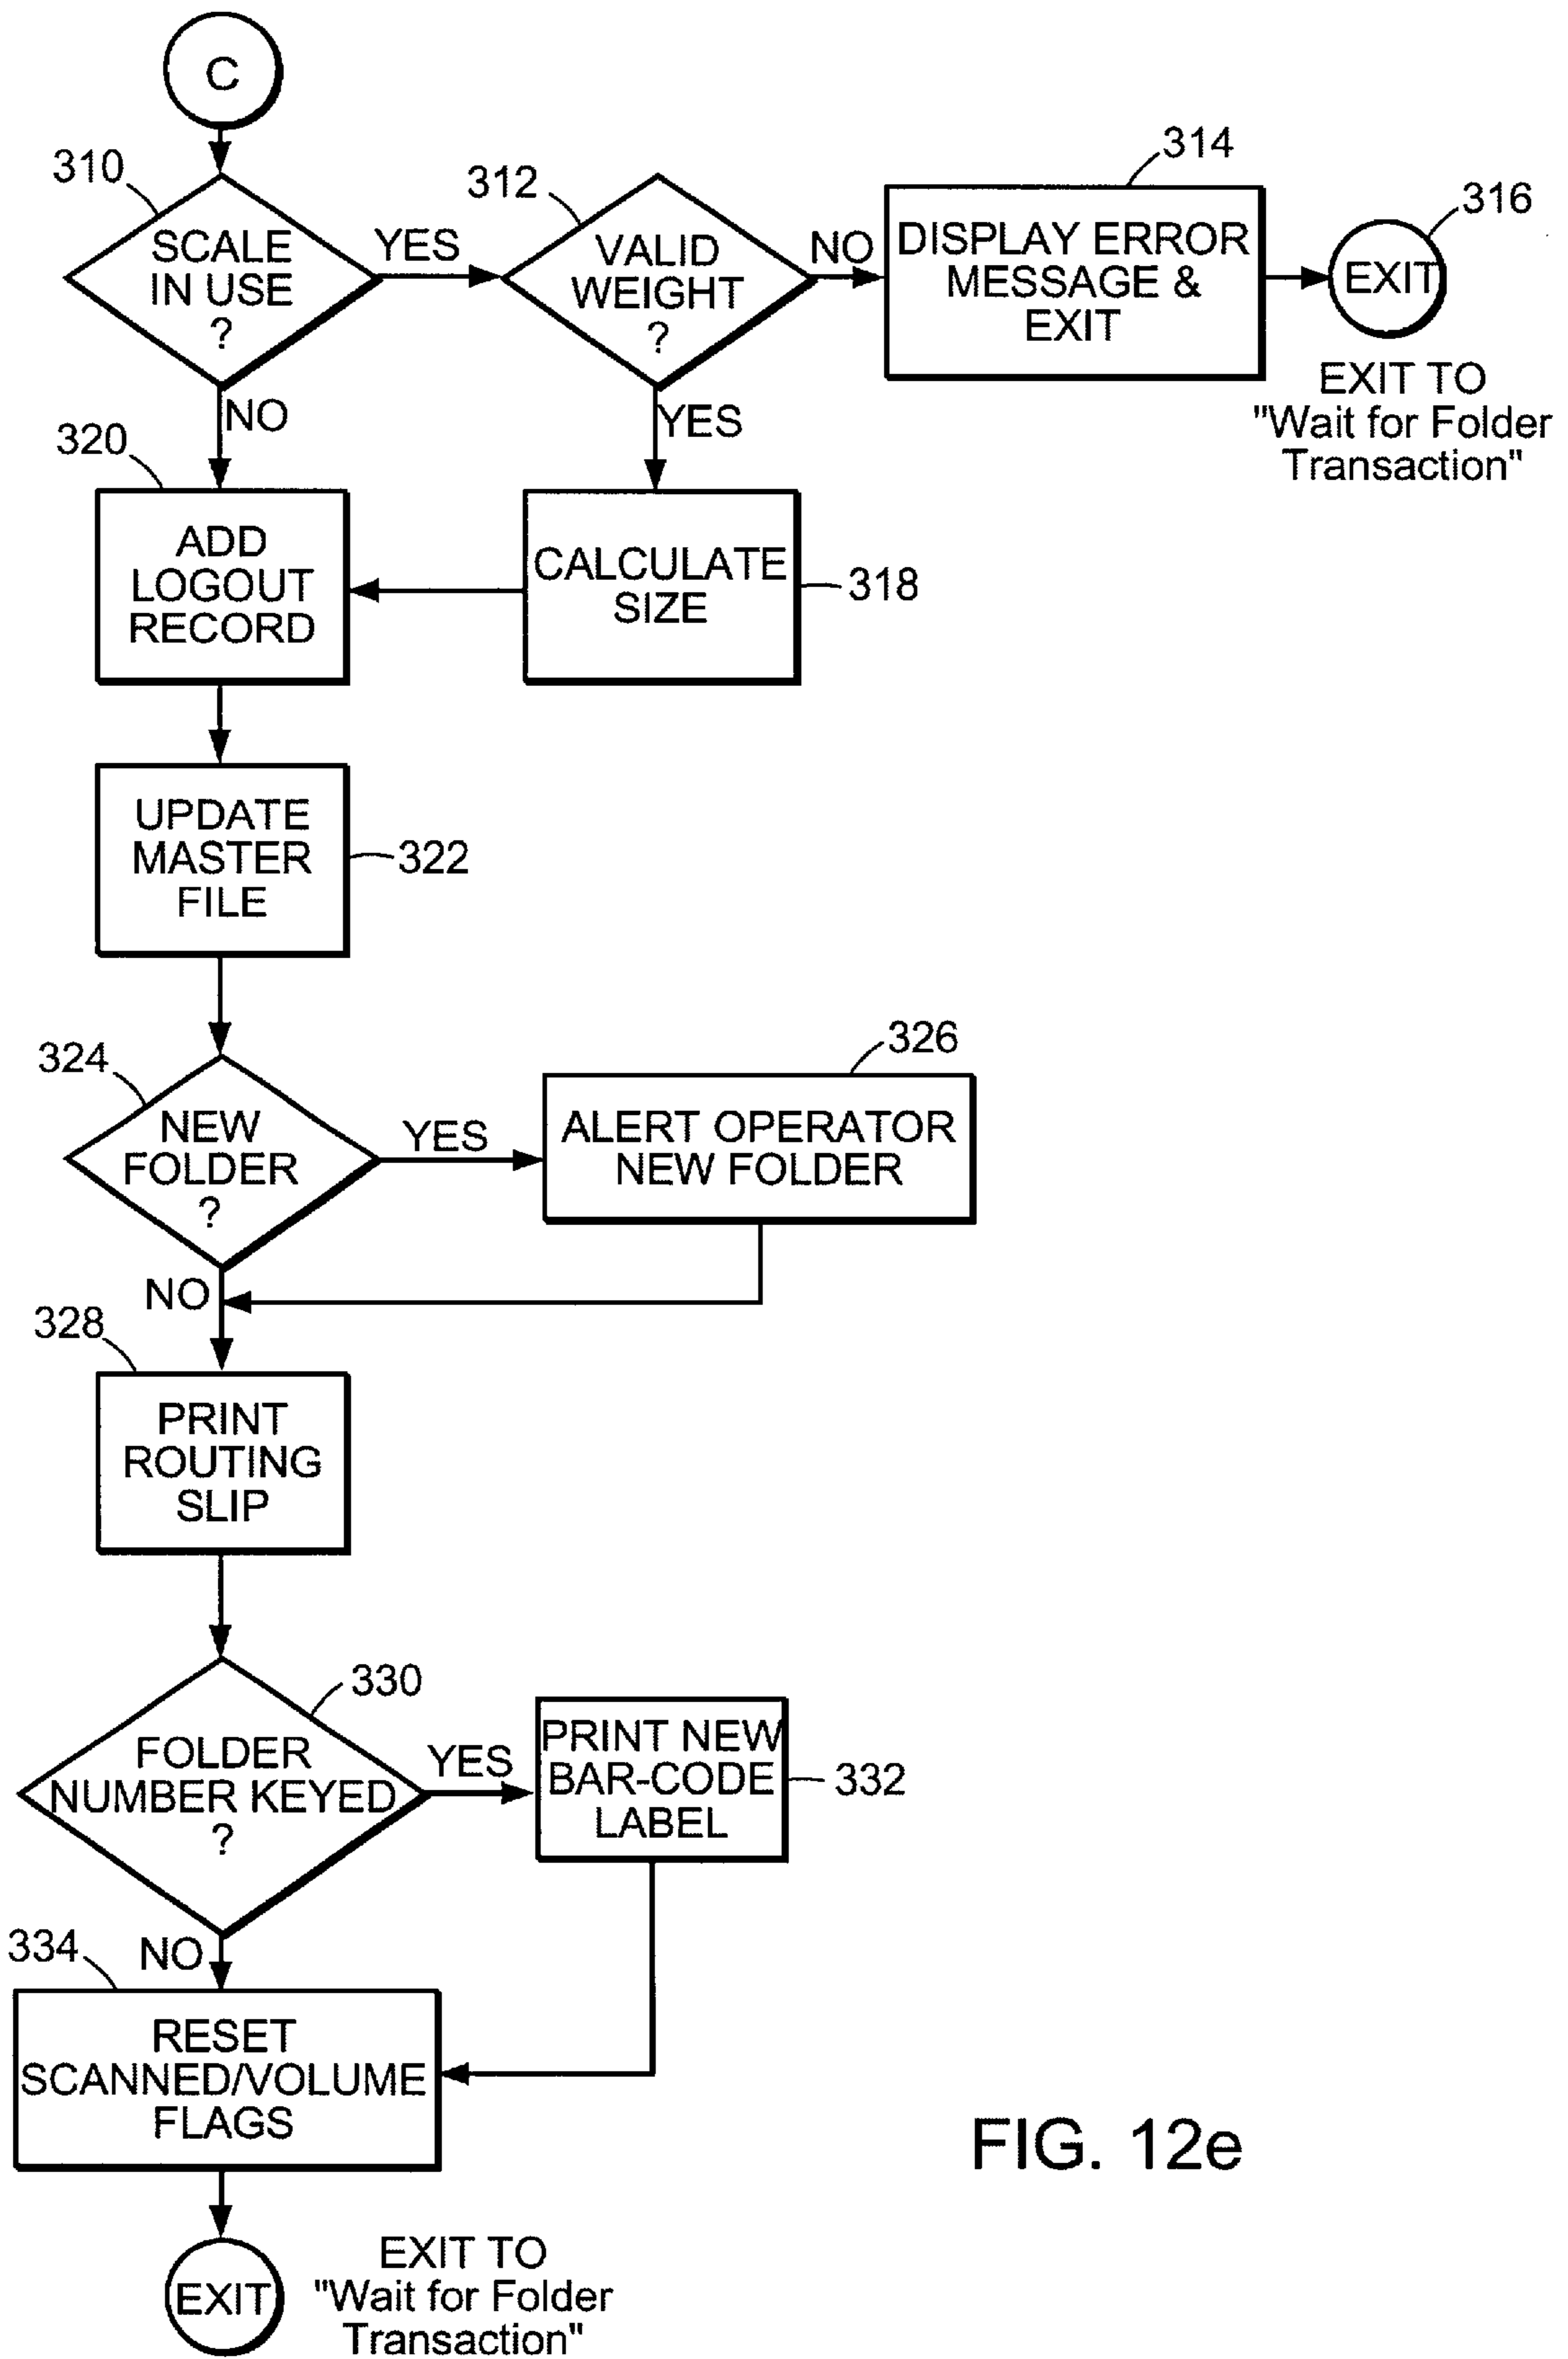 C
310
SCALE
IN USE
?
YES
312
VALID
WEIGHT
?
NO
314
DISPLAY ERROR
MESSAGE &
EXIT
316
EXIT
EXIT TO
"Wait for Folder
Transaction"
NO
YES
320
ADD
LOGOUT
RECORD
CALCULATE
SIZE
318
UPDATE
MASTER
FILE
322
324
NEW
FOLDER
?
YES
326
ALERT OPERATOR
NEW FOLDER
NO
328
PRINT
ROUTING
SLIP
330
FOLDER
NUMBER KEYED
?
YES
PRINT NEW
BAR-CODE
LABEL
332
NO
334
RESET
SCANNED/VOLUME
FLAGS
FIG. 12e
EXIT
EXIT TO
"Wait for Folder
Transaction"